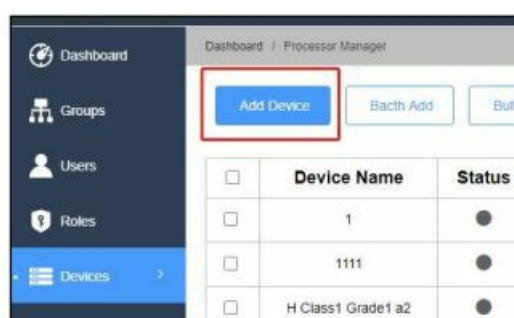 Dashboard
Dashboard / Processor Manager
Groups
Add Device
Bacth Add
Users
Device Name
Status
Roles
1
Devices
1111
H Class1 Grade1 a2